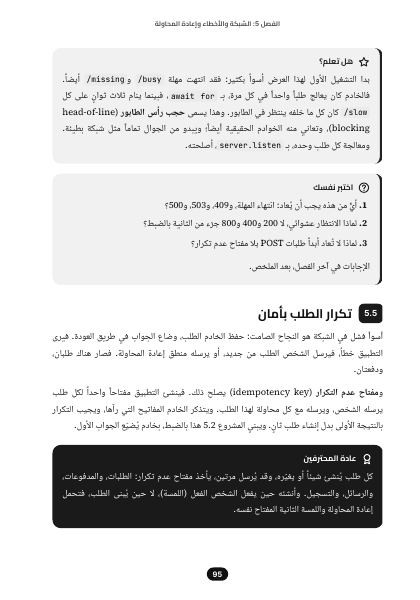 الفصل 5: الشبكة والأخطاء وإعادة المحاولة
هل تعلم؟
بدا التشغيل الأول لهذا العرض أسوأ بكثير: فقد انتهت مهلة /busy و /missing أيضاً.
فالخادم كان يعالج طلباً واحداً في كل مرة، بـ await for ، فبينما ينام ثلاث ثوانٍ على كل
/slow كان كل ما خلفه ينتظر في الطابور. وهذا يسمى حجب رأس الطابور (head-of-line
blocking)، وتعاني منه الخوادم الحقيقية أيضاً؛ ويبدو من الجوال تماماً مثل شبكة بطيئة.
ومعالجة كل طلب وحده، بـ server.listen ، أصلحته.
اختبر نفسك
1. أيٌّ من هذه يجب أن يُعاد: انتهاء المهلة، و409، و503، و500؟
2. لماذا الانتظار عشوائي، لا 200 و400 و800 جزء من الثانية بالضبط؟
3. لماذا لا تُعاد أبداً طلبات POST بلا مفتاح عدم تكرار؟
الإجابات في آخر الفصل، بعد الملخص.
5.5 تكرار الطلب بأمان
أسوأ فشل في الشبكة هو النجاح الصامت: حفظ الخادم الطلب، وضاع الجواب في طريق العودة. فيرى
التطبيق خطأً، فيرسل الشخص الطلب من جديد، أو يرسله منطق إعادة المحاولة. فصار هناك طلبان،
ودفعتان.
ومفتاح عدم التكرار (idempotency key) يصلح ذلك. فينشئ التطبيق مفتاحاً واحداً لكل طلب
يرسله الشخص، ويرسله مع كل محاولة لهذا الطلب. ويتذكر الخادم المفاتيح التي رآها، ويجيب التكرار
بالنتيجة الأولى بدل إنشاء طلب ثانٍ. ويبني المشروع 5.2 هذا بالضبط، بخادم يُضيّع الجواب الأول.
عادة المحترفين
كل طلب يُنشئ شيئاً أو يغيّره، وقد يُرسل مرتين، يأخذ مفتاح عدم تكرار: الطلبات، والمدفوعات،
والرسائل، والتسجيل. وأنشئه حين يفعل الشخص الفعل (اللمسة)، لا حين يُبنى الطلب، فتحمل
إعادة المحاولة واللمسة الثانية المفتاح نفسه.
95